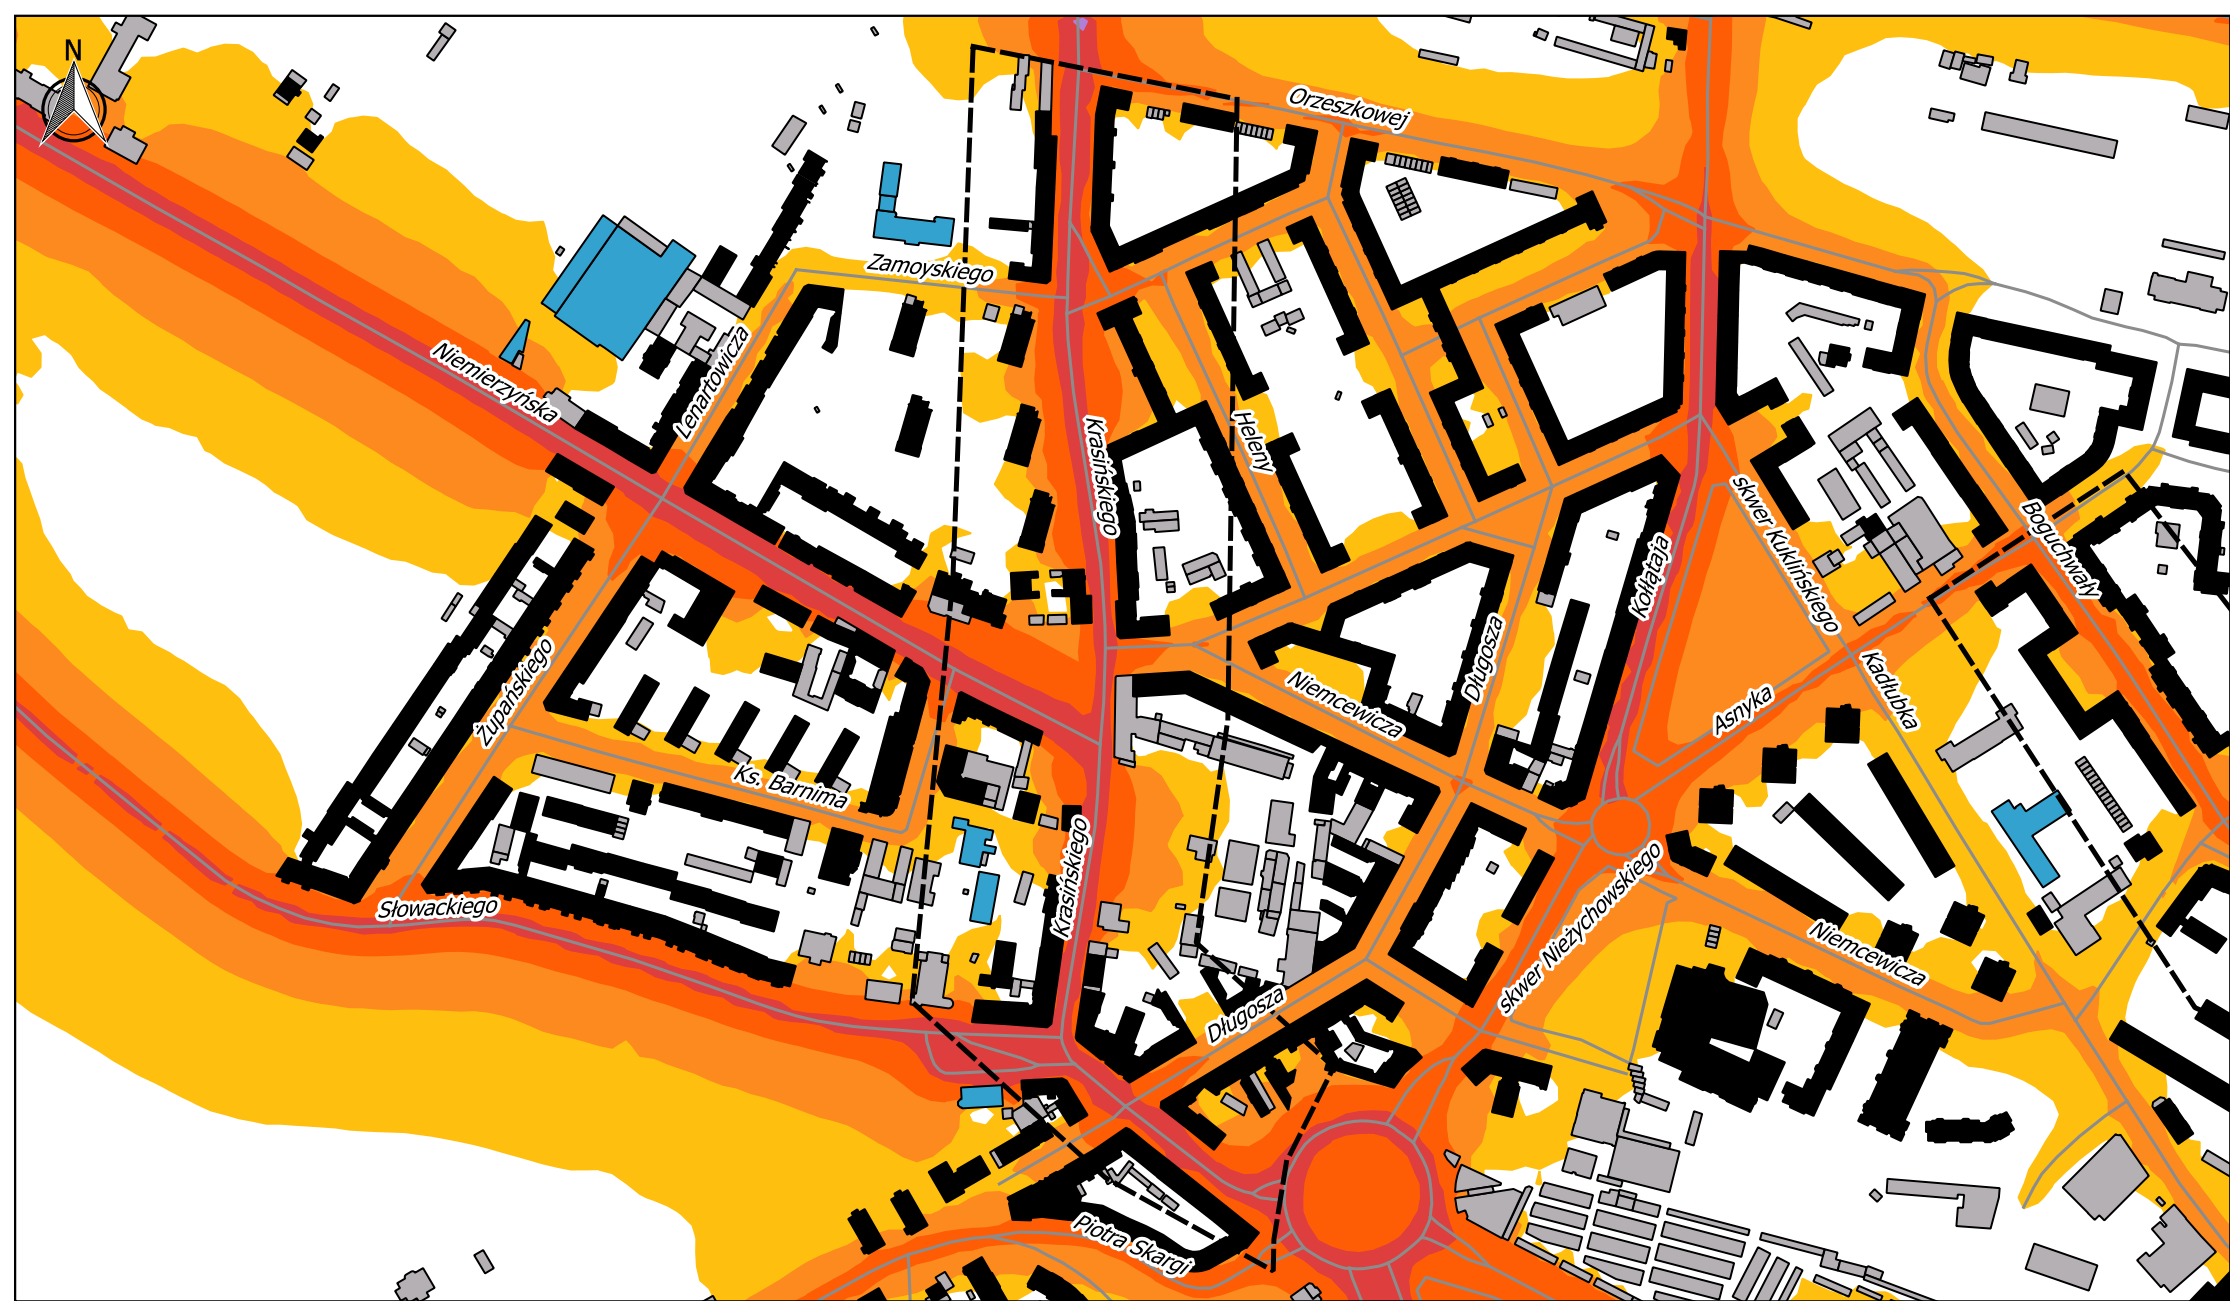 N
Orzeszkowej
Zamoyskiego
Niemierzyńska
Lenartowicza
Krasińskiego
Heleny
skwer Kuklińskiego
Boguchwały
Kołłątaja
Żupańskiego
Długosza
Niemcewicza
Kadłubka
Asnyka
Ks. Barnima
Krasińskiego
Słowackiego
skwer Nieżychowskiego
Niemcewicza
Długosza
Piotra Skargi